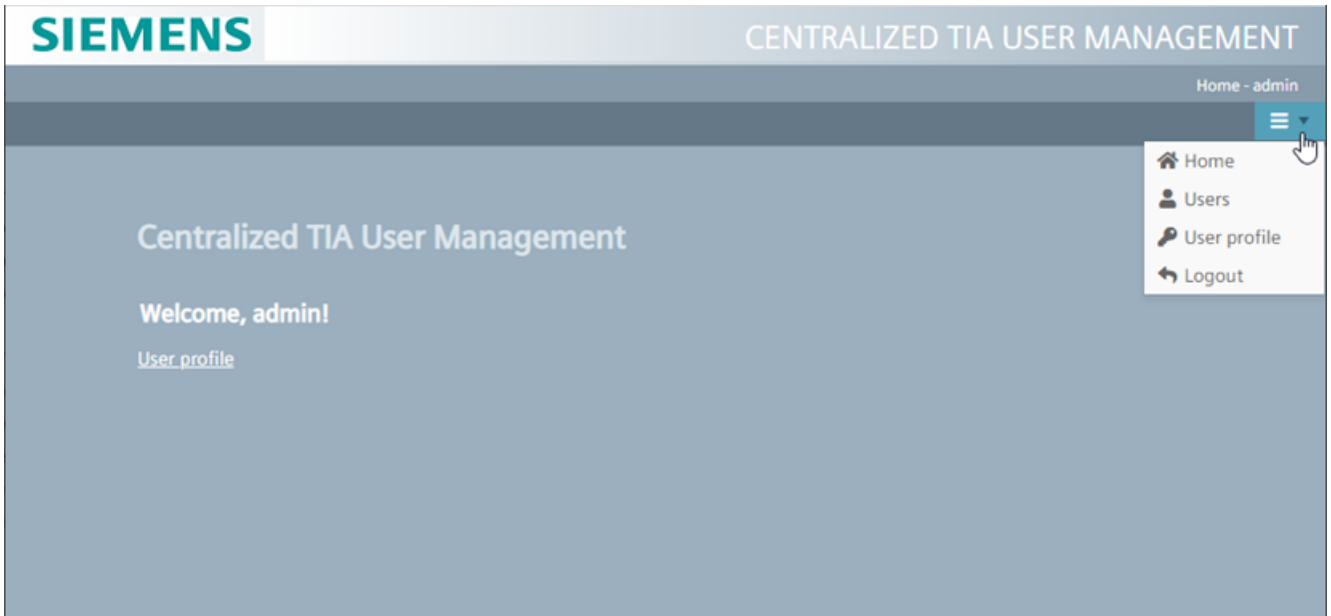 SIEMENS
CENTRALIZED TIA USER MANAGEMENT
Home - admin
Home
Users
User profile
Logout
Centralized TIA User Management
Welcome, admin!
User profile